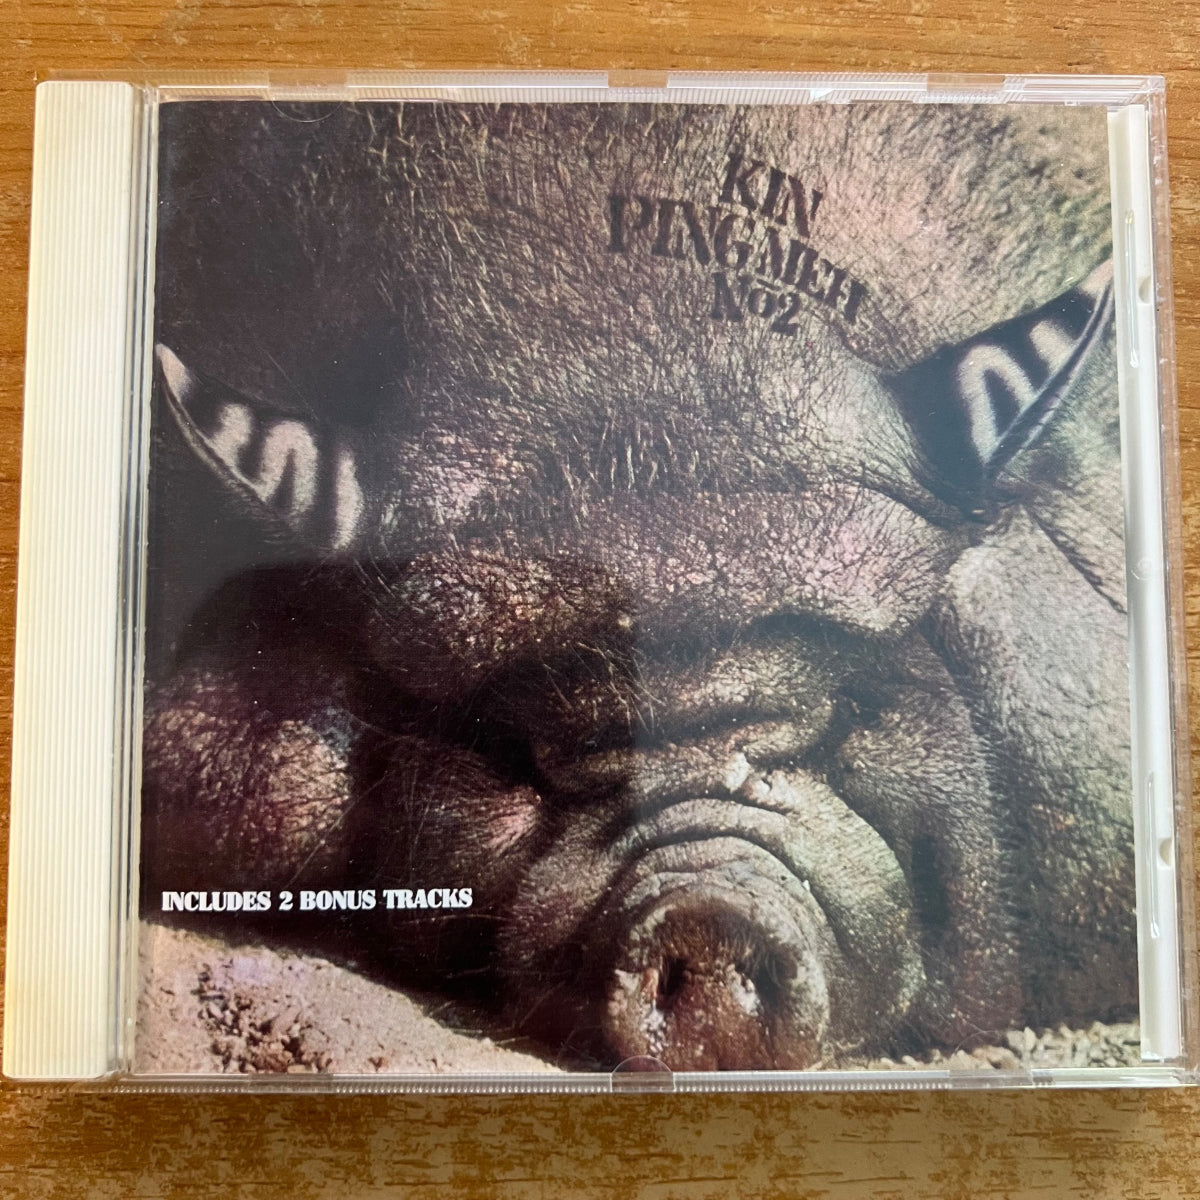 KIN
PING MEH
No2
INCLUDES 2 BONUS TRACKS